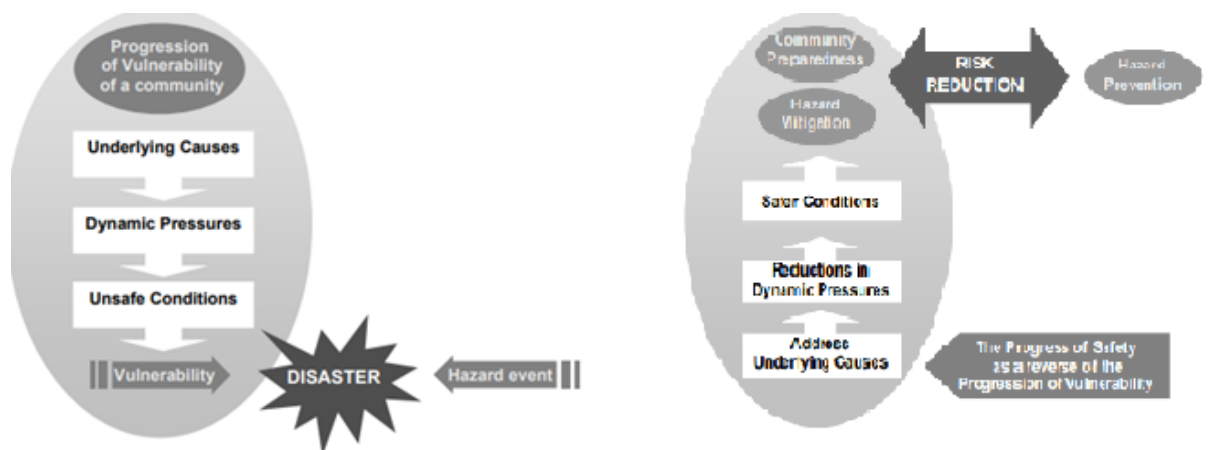 Progression
of Vulnerability
of a community
Underlying Causes
Dynamic Pressures
Unsafe Conditions
Vulnerability
DISASTER
Hazard event
Community
Preparedness
Hazard
Mitigation
RISK
REDUCTION
Hazard
Prevention
Safer Conditions
Reductions in
Dynamic Pressures
Address
Underlying Causes
The Progress of Safety
as a reverse of the
Progression of Vulnerability